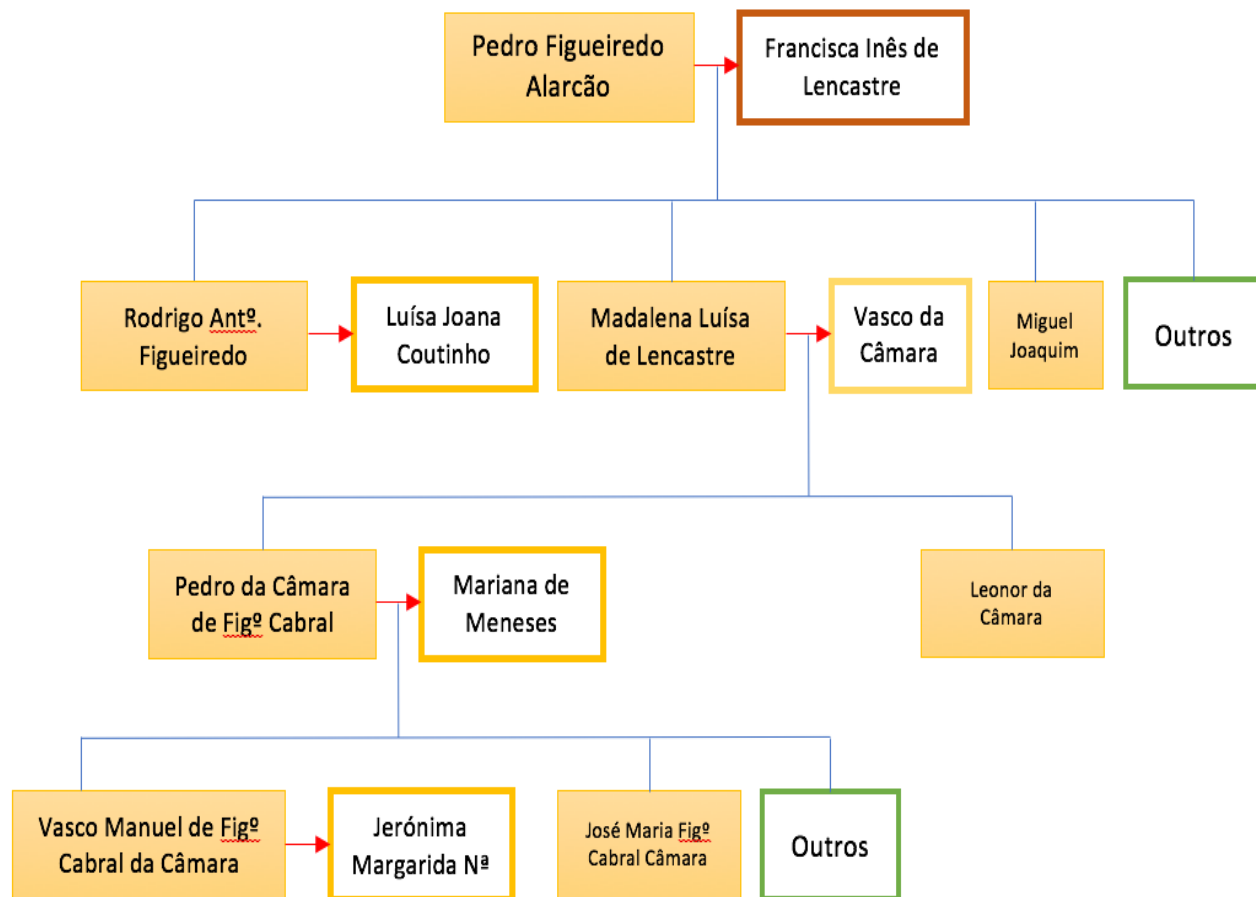 Pedro Figueiredo
Alarcão
Francisca Inês de
Lencastre
Rodrigo Antº.
Figueiredo
Luísa Joana
Coutinho
Madalena Luísa
de Lencastre
Vasco da
Câmara
Miguel
Joaquim
Outros
Pedro da Câmara
de Figº Cabral
Mariana de
Meneses
Leonor da
Câmara
Vasco Manuel de Figº
Cabral da Câmara
Jerónima
Margarida Nª
José Maria Figº
Cabral Câmara
Outros